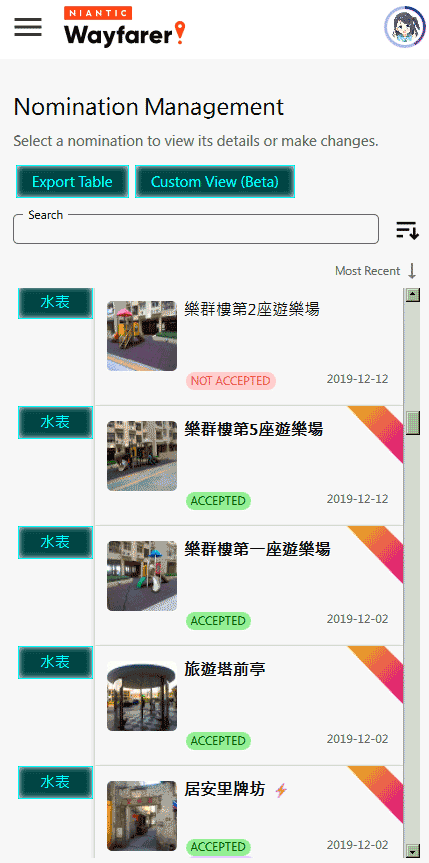 NIANTIC
Wayfarer
Nomination Management
Select a nomination to view its details or make changes.
Export Table
Custom View (Beta)
Search
Most Recent
水表
樂群樓第2座遊樂場
NOT ACCEPTED
2019-12-12
水表
樂群樓第5座遊樂場
ACCEPTED
2019-12-12
水表
樂群樓第一座遊樂場
ACCEPTED
2019-12-02
水表
旅遊塔前亭
ACCEPTED
2019-12-02
水表
居安里牌坊
ACCEPTED
2019-12-02